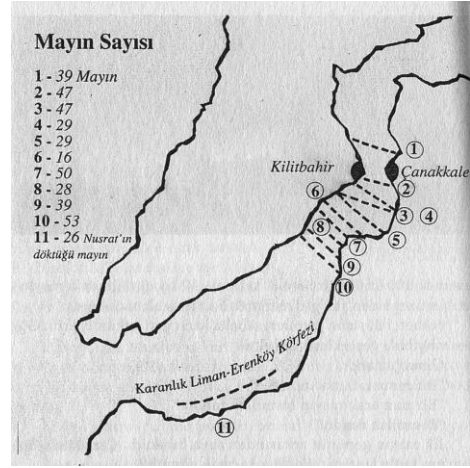 Mayın Sayısı
1 - 39 Mayın
2 - 47
3 - 47
4 - 29
5 - 29
6 - 16
7 - 50
8 - 28
9 - 39
10 - 53
11 - 26 Nusrat'ın
döktüğü mayın
1
Kilitbahir
Çanakkale
2
6
3 4
8
7
5
9
10
Karanlık Liman-Erenköy Körfezi
11